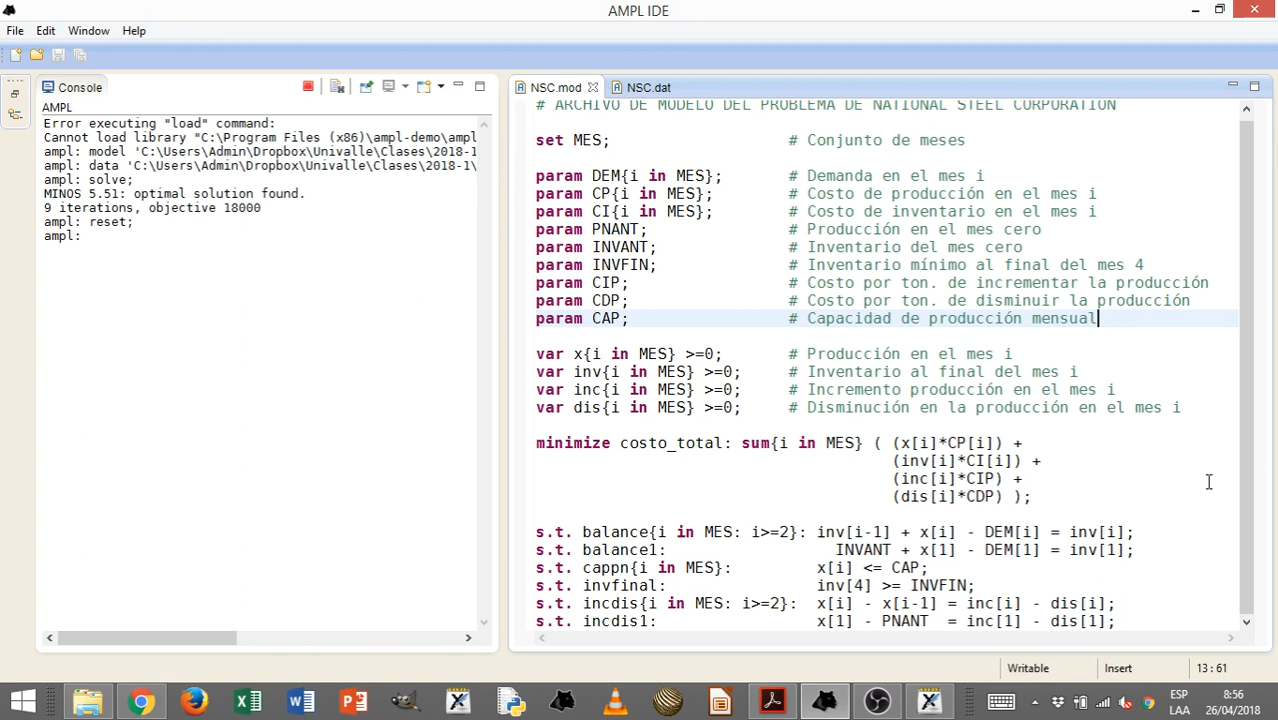 AMPL IDE
File Edit Window Help
Console
NSC.mod NSC.dat
AMPL
Error executing "load" command:
Cannot load library "C:\Program Files (x86)\ampl-demo\ampl
ampl: model 'C:\Users\Admin\Dropbox\Univalle\Clases\2018-1\
ampl: data 'C:\Users\Admin\Dropbox\Univalle\Clases\2018-1\
ampl: solve;
MINOS 5.51: optimal solution found.
9 iterations, objective 18000
ampl: reset;
ampl:
# ARCHIVO DE MODELO DEL PROBLEMA DE NATIONAL STEEL CORPORATION
set MES; # Conjunto de meses
param DEM{i in MES}; # Demanda en el mes i
param CP{i in MES}; # Costo de producción en el mes i
param CI{i in MES}; # Costo de inventario en el mes i
param PNANT; # Producción en el mes cero
param INVANT; # Inventario del mes cero
param INVFIN; # Inventario mínimo al final del mes 4
param CIP; # Costo por ton. de incrementar la producción
param CDP; # Costo por ton. de disminuir la producción
param CAP; # Capacidad de producción mensual
var x{i in MES} >=0; # Producción en el mes i
var inv{i in MES} >=0; # Inventario al final del mes i
var inc{i in MES} >=0; # Incremento producción en el mes i
var dis{i in MES} >=0; # Disminución en la producción en el mes i
minimize costo_total: sum{i in MES} ( (x[i]*CP[i]) +
(inv[i]*CI[i]) +
(inc[i]*CIP) +
(dis[i]*CDP) );
s.t. balance{i in MES: i>=2}: inv[i-1] + x[i] - DEM[i] = inv[i];
s.t. balance1: INVANT + x[1] - DEM[1] = inv[1];
s.t. cappn{i in MES}: x[i] <= CAP;
s.t. invfinal: inv[4] >= INVFIN;
s.t. incdis{i in MES: i>=2}: x[i] - x[i-1] = inc[i] - dis[i];
s.t. incdis1: x[1] - PNANT = inc[1] - dis[1];
Writable Insert 13 : 61
ESP 8:56
LAA 26/04/2018